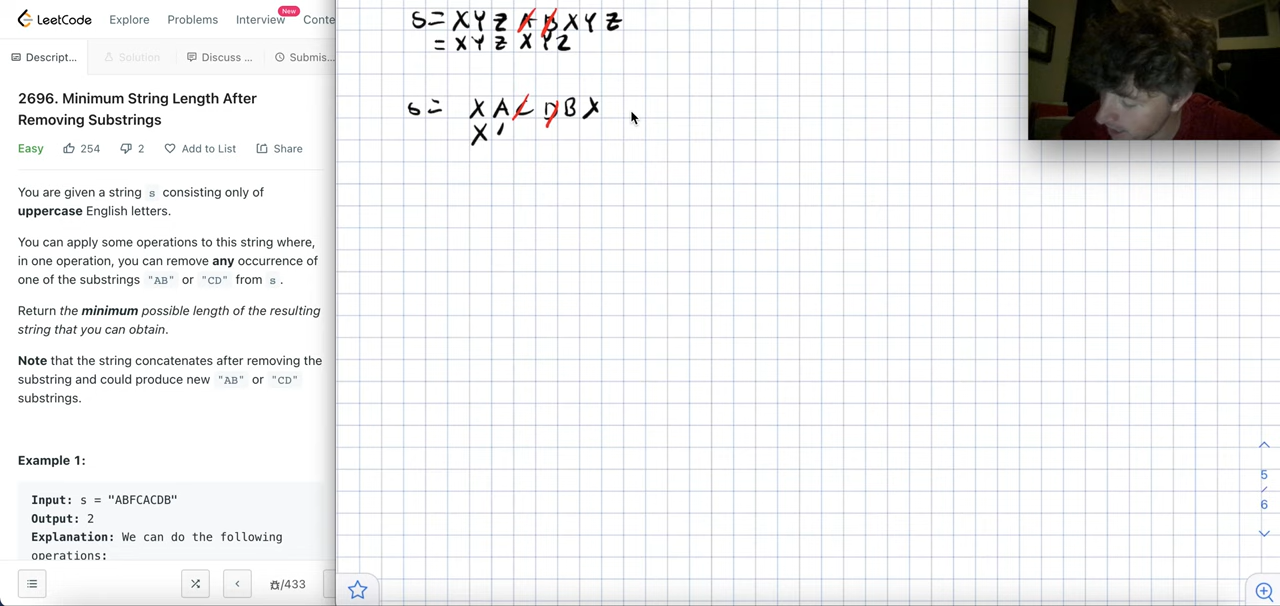 LeetCode
Explore
Problems
Interview
New
Conte
Descript...
Solution
Discuss ...
Submis...
2696. Minimum String Length After
Removing Substrings
Easy
254
2
Add to List
Share
You are given a string s consisting only of
uppercase English letters.
You can apply some operations to this string where,
in one operation, you can remove any occurrence of
one of the substrings "AB" or "CD" from s .
Return the minimum possible length of the resulting
string that you can obtain.
Note that the string concatenates after removing the
substring and could produce new "AB" or "CD"
substrings.
Example 1:
Input: s = "ABFCACDB"
Output: 2
Explanation: We can do the following
operations:
/433
S = X Y Z A B X Y Z
= X Y Z X Y Z
S = X A C D B X
X
5
6